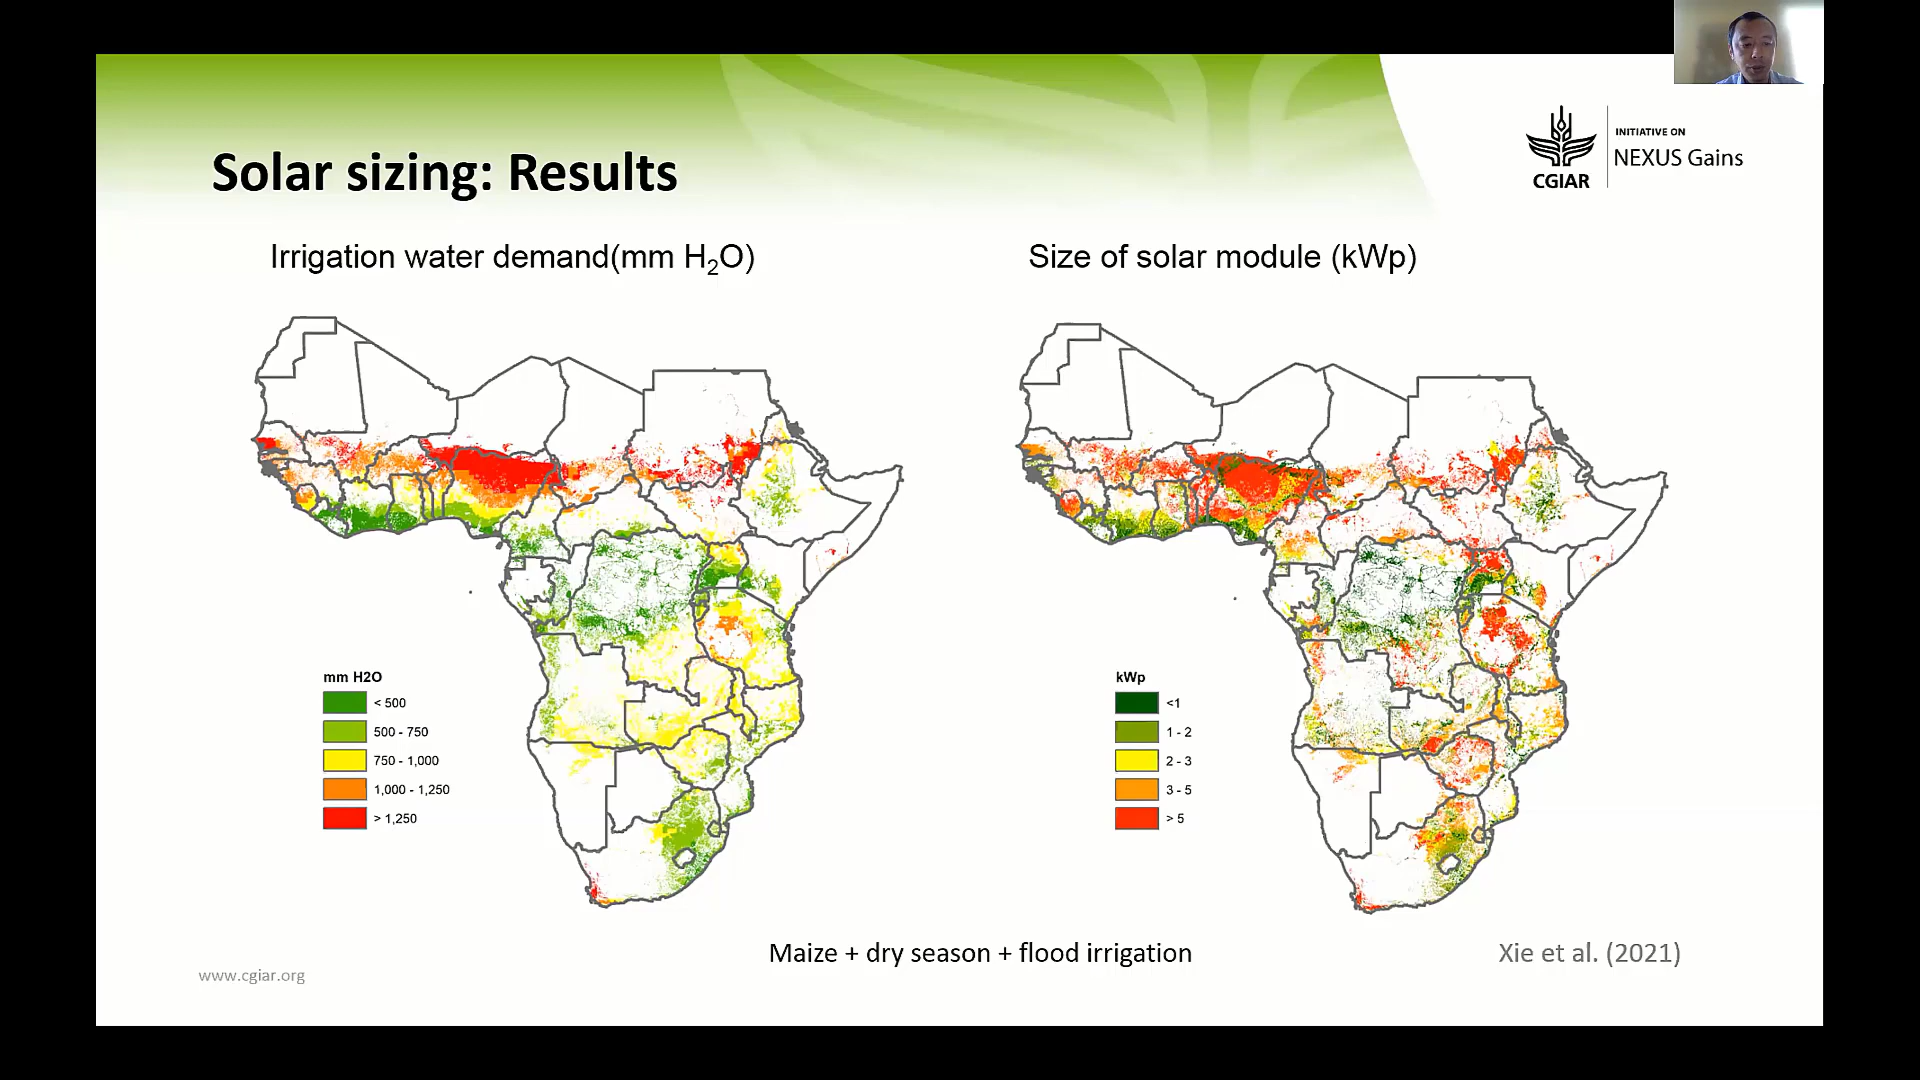 Solar sizing: Results
CGIAR
INITIATIVE ON
NEXUS Gains
Irrigation water demand(mm H₂O)
Size of solar module (kWp)
mm H2O
< 500
500 - 750
750 - 1,000
1,000 - 1,250
> 1,250
kWp
<1
1 - 2
2 - 3
3 - 5
> 5
Maize + dry season + flood irrigation
Xie et al. (2021)
www.cgiar.org